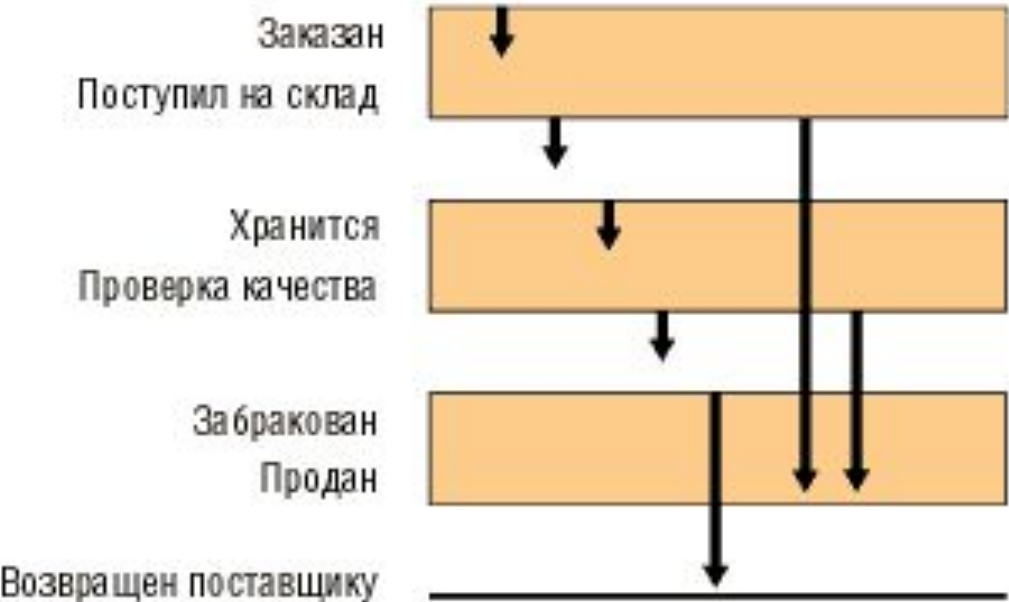 Заказан
Поступил на склад
Хранится
Проверка качества
Забракован
Продан
Возвращен поставщику